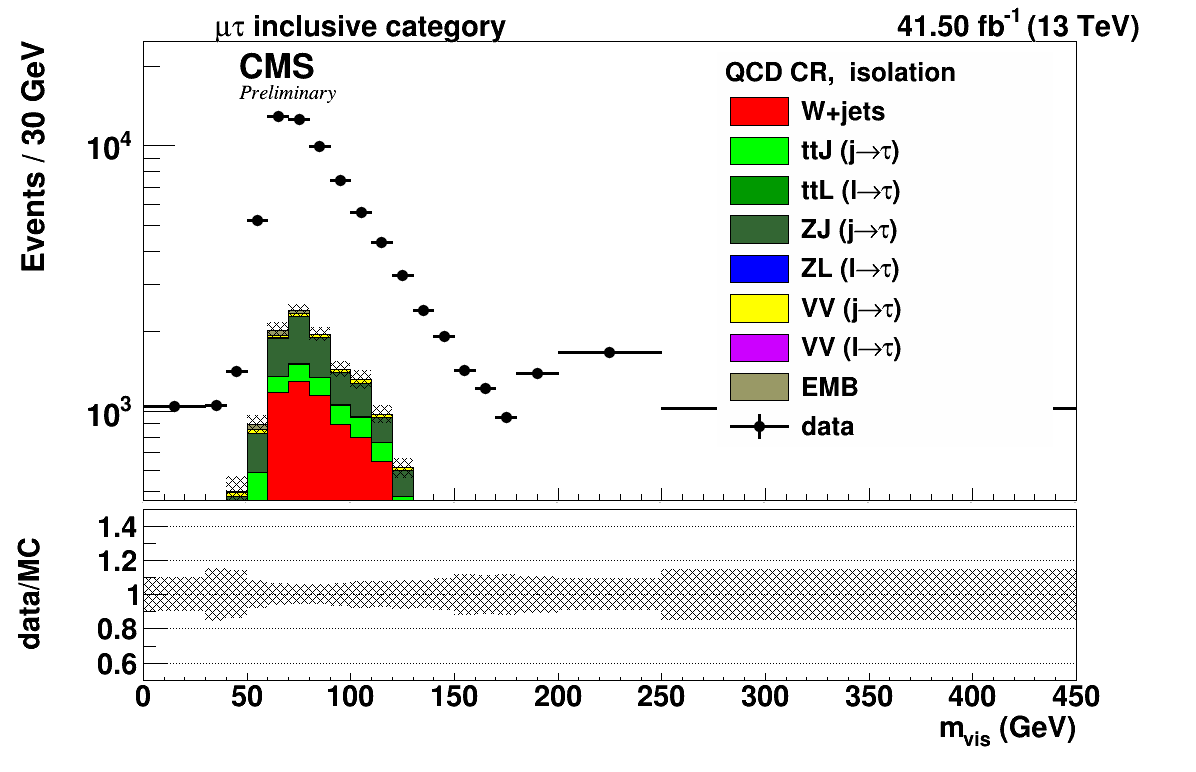 μτ inclusive category
41.50 fb⁻¹ (13 TeV)
CMS
Preliminary
QCD CR, isolation
W+jets
ttJ (j→τ)
ttL (l→τ)
ZJ (j→τ)
ZL (l→τ)
VV (j→τ)
VV (l→τ)
EMB
data
Events / 30 GeV
10⁴
10³
data/MC
1.4
1.2
1
0.8
0.6
0 50 100 150 200 250 300 350 400 450
m_vis (GeV)